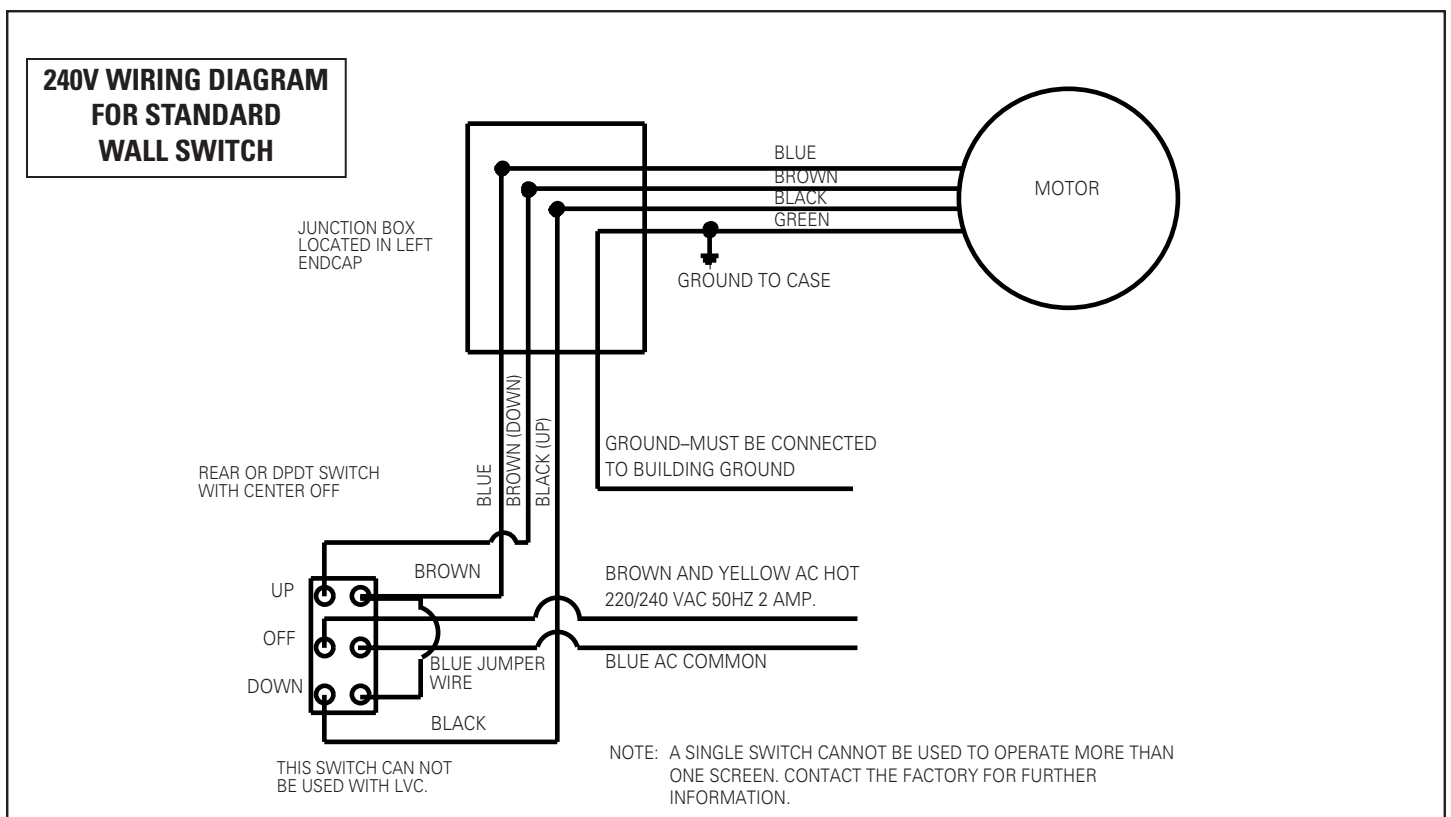 240V WIRING DIAGRAM
FOR STANDARD
WALL SWITCH
BLUE
BROWN
BLACK
GREEN
MOTOR
JUNCTION BOX
LOCATED IN LEFT
ENDCAP
GROUND TO CASE
BLUE
BROWN (DOWN)
BLACK (UP)
GROUND–MUST BE CONNECTED
TO BUILDING GROUND
REAR OR DPDT SWITCH
WITH CENTER OFF
BROWN
UP
OFF
DOWN
BROWN AND YELLOW AC HOT
220/240 VAC 50HZ 2 AMP.
BLUE AC COMMON
BLUE JUMPER
WIRE
BLACK
THIS SWITCH CAN NOT
BE USED WITH LVC.
NOTE: A SINGLE SWITCH CANNOT BE USED TO OPERATE MORE THAN
ONE SCREEN. CONTACT THE FACTORY FOR FURTHER
INFORMATION.